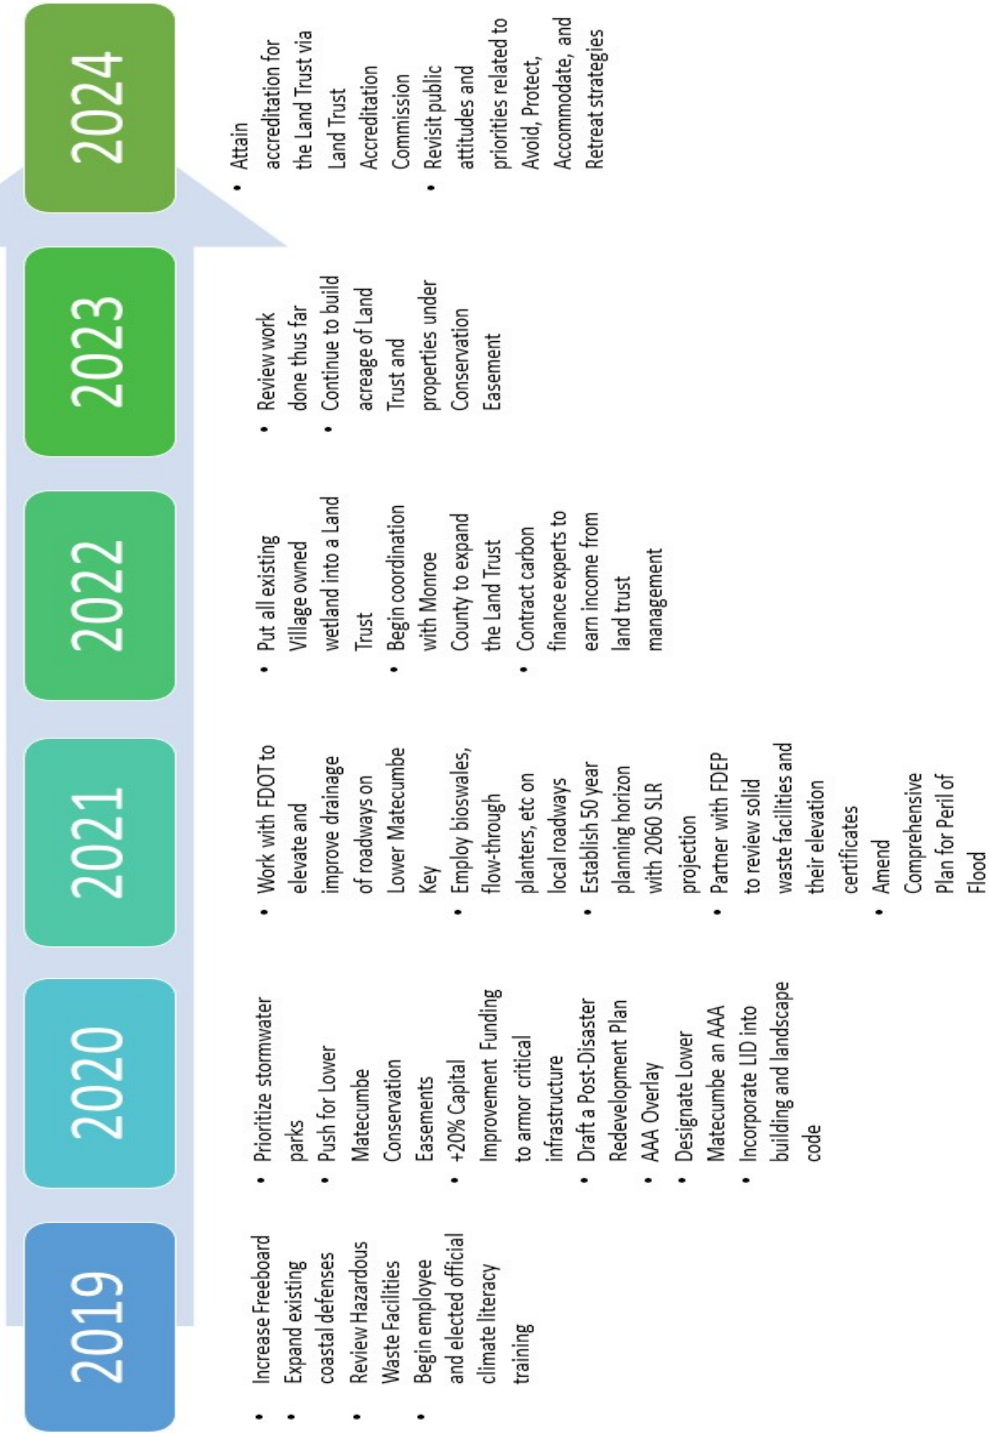 2019
• Increase Freeboard
• Expand existing
coastal defenses
• Review Hazardous
Waste Facilities
• Begin employee
and elected official
climate literacy
training
2020
• Prioritize stormwater
parks
• Push for Lower
Matecumbe
Conservation
Easements
• +20% Capital
Improvement Funding
to armor critical
infrastructure
• Draft a Post-Disaster
Redevelopment Plan
• AAA Overlay
• Designate Lower
Matecumbe an AAA
• Incorporate LID into
building and landscape
code
2021
• Work with FDOT to
elevate and
improve drainage
of roadways on
Lower Matecumbe
Key
• Employ bioswales,
flow-through
planters, etc on
local roadways
• Establish 50 year
planning horizon
with 2060 SLR
projection
• Partner with FDEP
to review solid
waste facilities and
their elevation
certificates
• Amend
Comprehensive
Plan for Peril of
Flood
2022
• Put all existing
Village owned
wetland into a Land
Trust
• Begin coordination
with Monroe
County to expand
the Land Trust
• Contract carbon
finance experts to
earn income from
land trust
management
2023
• Review work
done thus far
• Continue to build
acreage of Land
Trust and
properties under
Conservation
Easement
2024
• Attain
accreditation for
the Land Trust via
Land Trust
Accreditation
Commission
• Revisit public
attitudes and
priorities related to
Avoid, Protect,
Accommodate, and
Retreat strategies